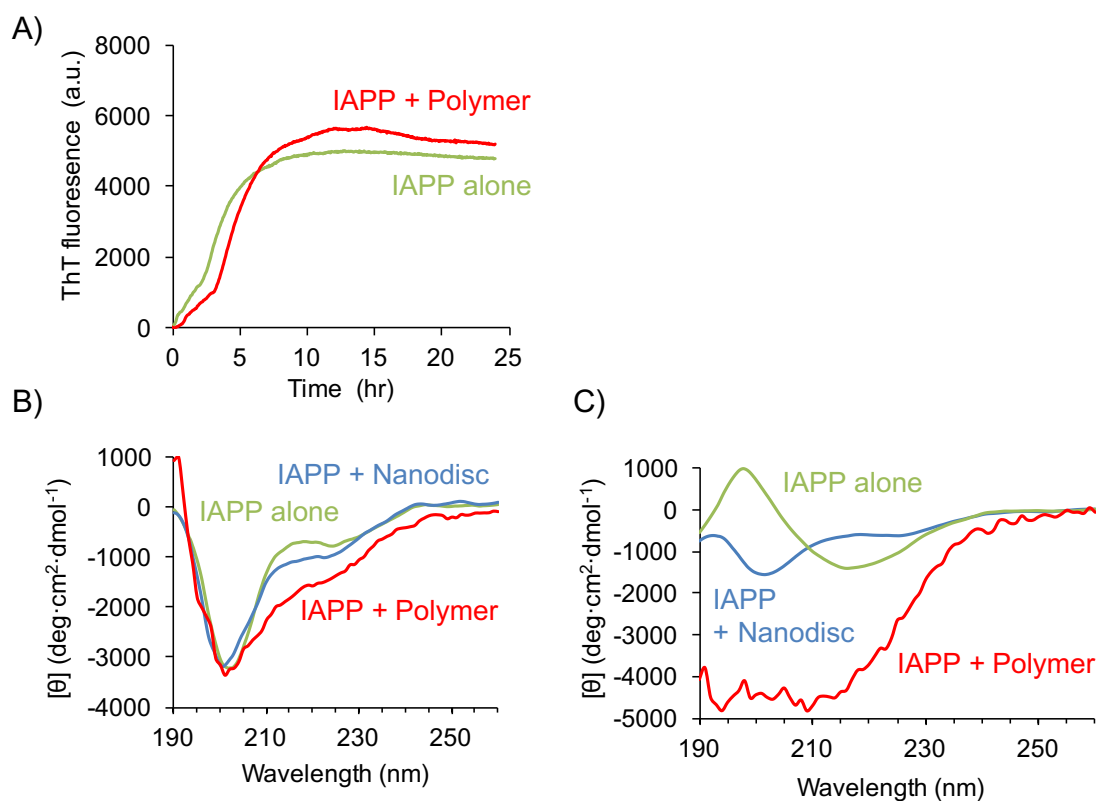 A)
8000
6000
4000
2000
0
ThT fluoresence (a.u.)
IAPP + Polymer
IAPP alone
0 5 10 15 20 25
Time (hr)
B)
1000
0
-1000
-2000
-3000
-4000
[θ] (deg·cm²·dmol⁻¹)
IAPP + Nanodisc
IAPP alone
IAPP + Polymer
190 210 230 250
Wavelength (nm)
C)
1000
0
-1000
-2000
-3000
-4000
-5000
[θ] (deg·cm²·dmol⁻¹)
IAPP alone
IAPP
+ Nanodisc
IAPP + Polymer
190 210 230 250
Wavelength (nm)